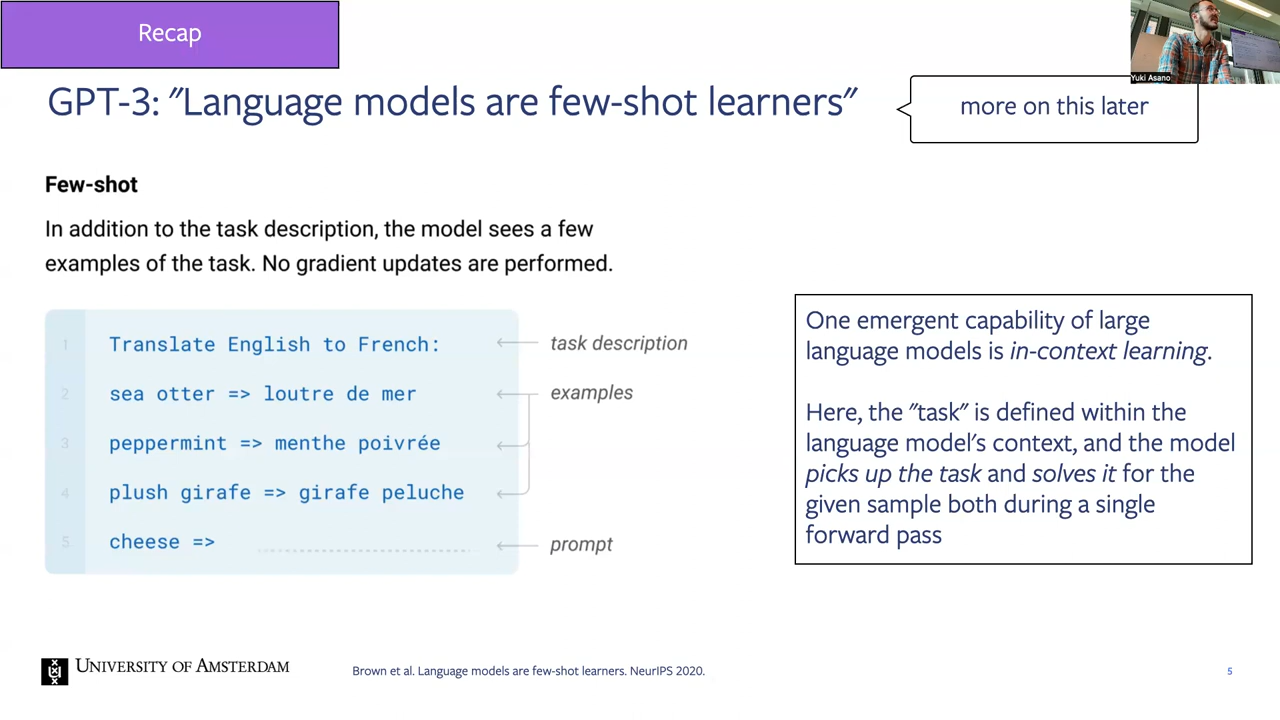 Recap
Yuki Asano
GPT-3: "Language models are few-shot learners"
more on this later
Few-shot
In addition to the task description, the model sees a few
examples of the task. No gradient updates are performed.
1 Translate English to French: task description
2 sea otter => loutre de mer examples
3 peppermint => menthe poivrée
4 plush girafe => girafe peluche
5 cheese => prompt
One emergent capability of large
language models is in-context learning.
Here, the "task" is defined within the
language model's context, and the model
picks up the task and solves it for the
given sample both during a single
forward pass
UNIVERSITY OF AMSTERDAM
Brown et al. Language models are few-shot learners. NeurIPS 2020.
5